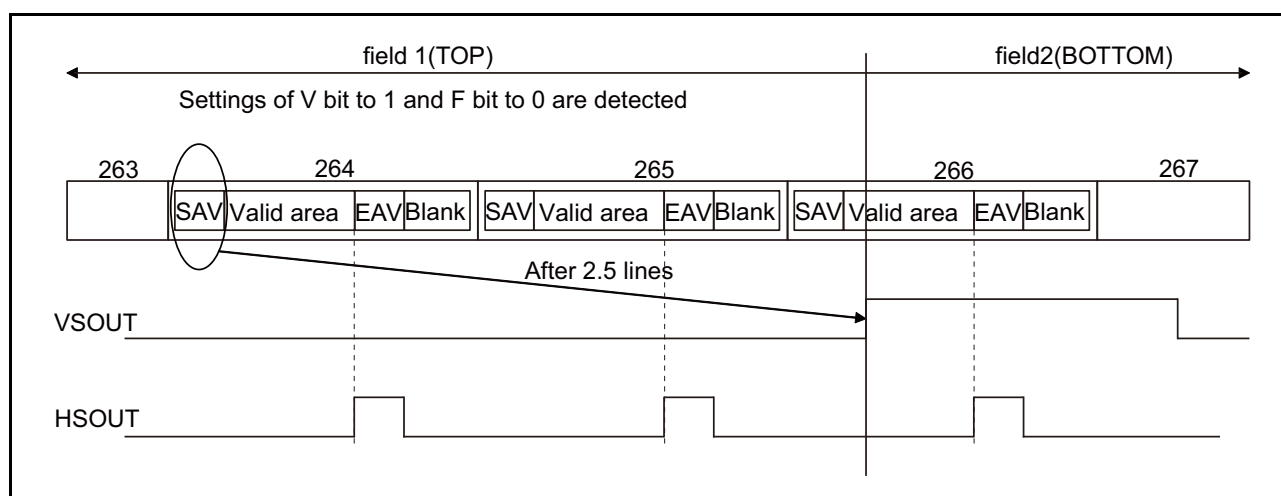 field 1(TOP) field2(BOTTOM)
Settings of V bit to 1 and F bit to 0 are detected
263 264 265 266 267
SAV Valid area EAV Blank SAV Valid area EAV Blank SAV Valid area EAV Blank
After 2.5 lines
VSOUT
HSOUT